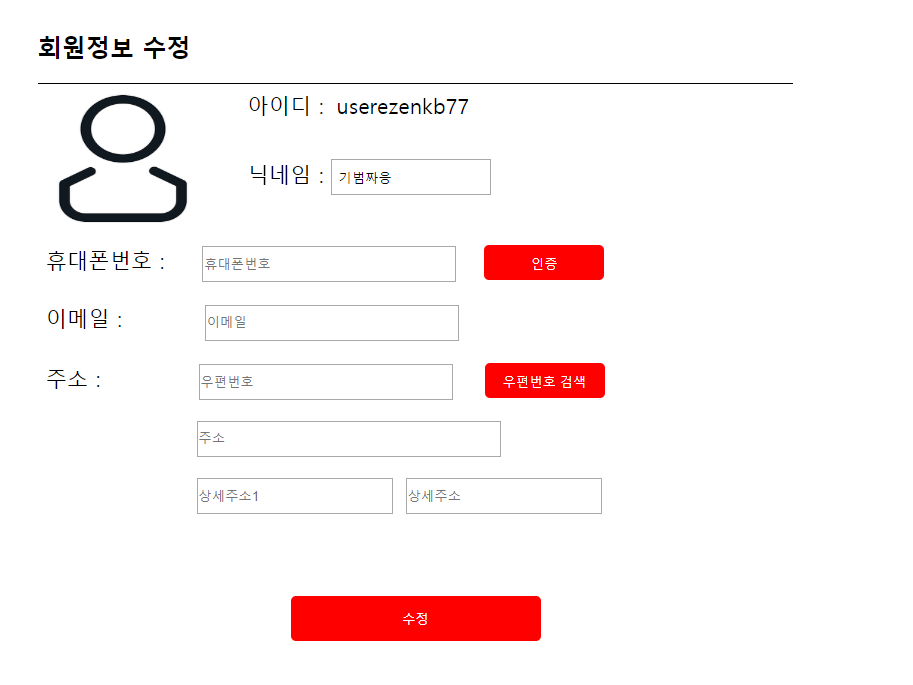 회원정보 수정
아이디 : userezenkb77
닉네임 : 기범짜응
휴대폰번호 : 휴대폰번호 인증
이메일 : 이메일
주소 : 우편번호 우편번호 검색
주소
상세주소1 상세주소
수정